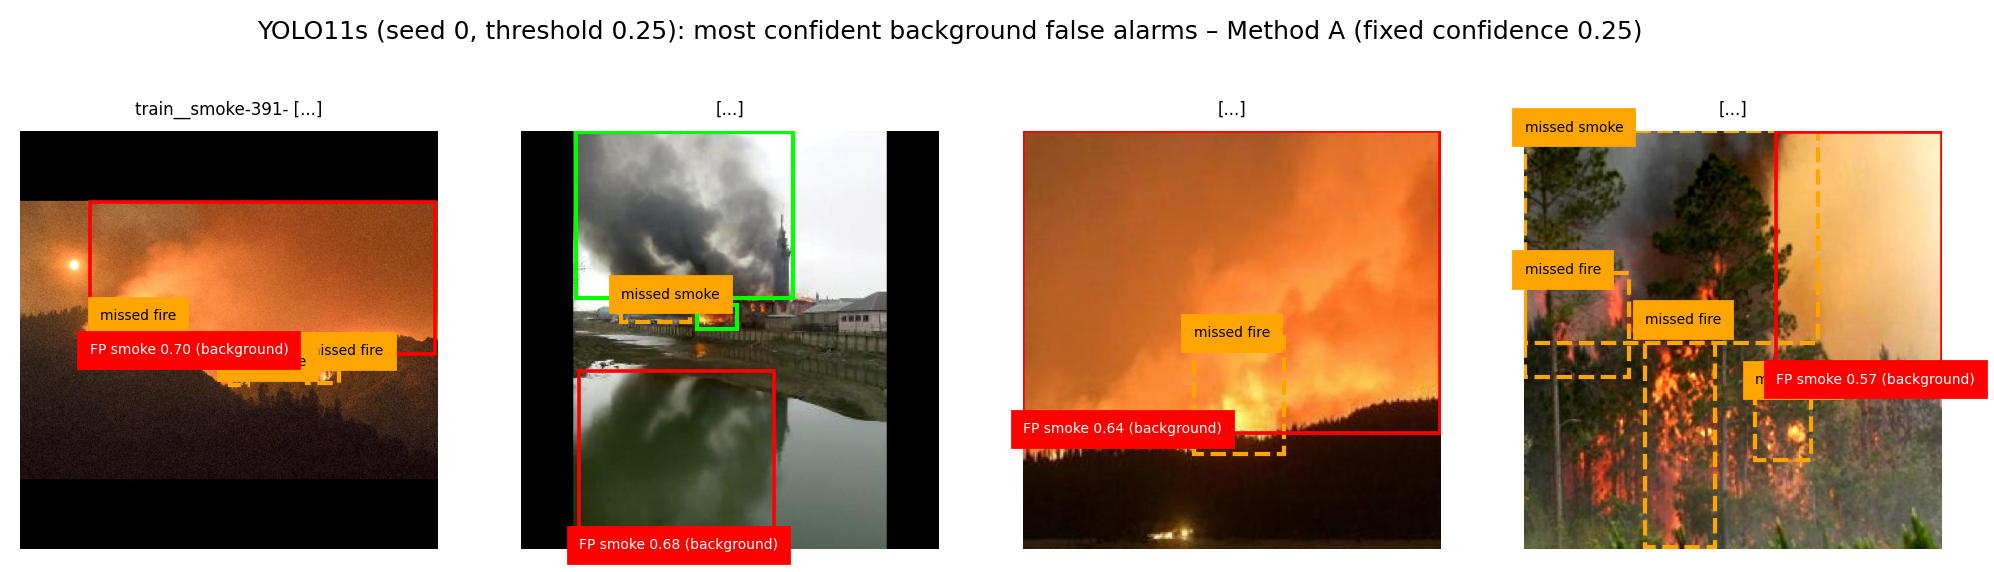 YOLO11s (seed 0, threshold 0.25): most confident background false alarms – Method A (fixed confidence 0.25)
train__smoke-391- [...]
[...]
[...]
[...]
missed fire
FP smoke 0.70 (background)
issed fire
e
missed smoke
FP smoke 0.68 (background)
missed fire
FP smoke 0.64 (background)
missed smoke
missed fire
missed fire
m
FP smoke 0.57 (background)